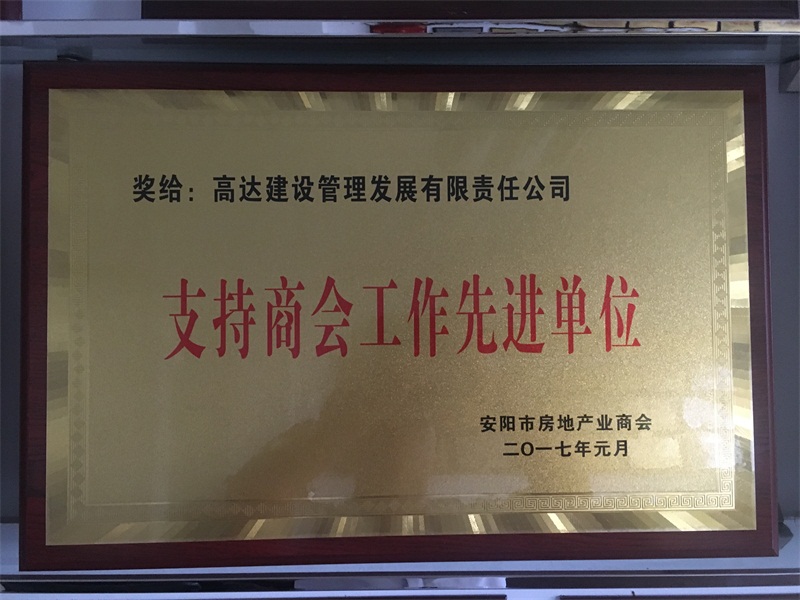 奖给：高达建设管理发展有限责任公司
支持商会工作先进单位
安阳市房地产业商会
二〇一七年元月